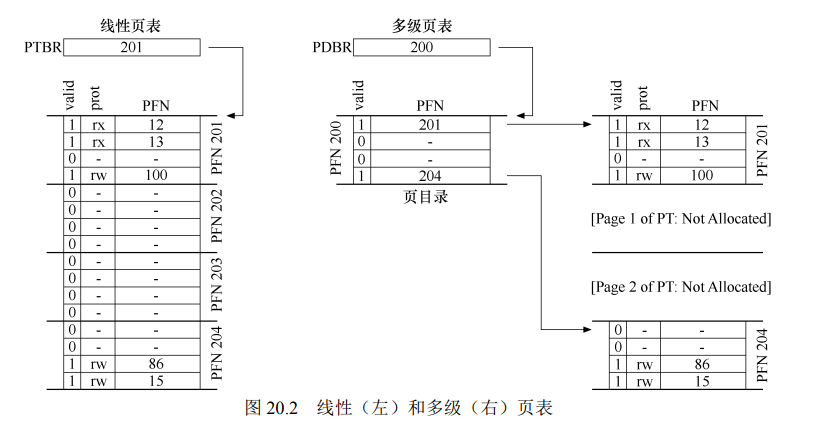 线性页表
PTBR 201
valid prot PFN
1 rx 12
1 rx 13
0 - -
1 rw 100
PFN 201
0 - -
0 - -
0 - -
0 - -
PFN 202
0 - -
0 - -
0 - -
0 - -
PFN 203
0 - -
0 - -
1 rw 86
1 rw 15
PFN 204
多级页表
PDBR 200
valid PFN
PFN 200
1 201
0 -
0 -
1 204
页目录
valid prot PFN
1 rx 12
1 rx 13
0 - -
1 rw 100
PFN 201
[Page 1 of PT: Not Allocated]
[Page 2 of PT: Not Allocated]
0 - -
0 - -
1 rw 86
1 rw 15
PFN 204
图 20.2 线性（左）和多级（右）页表